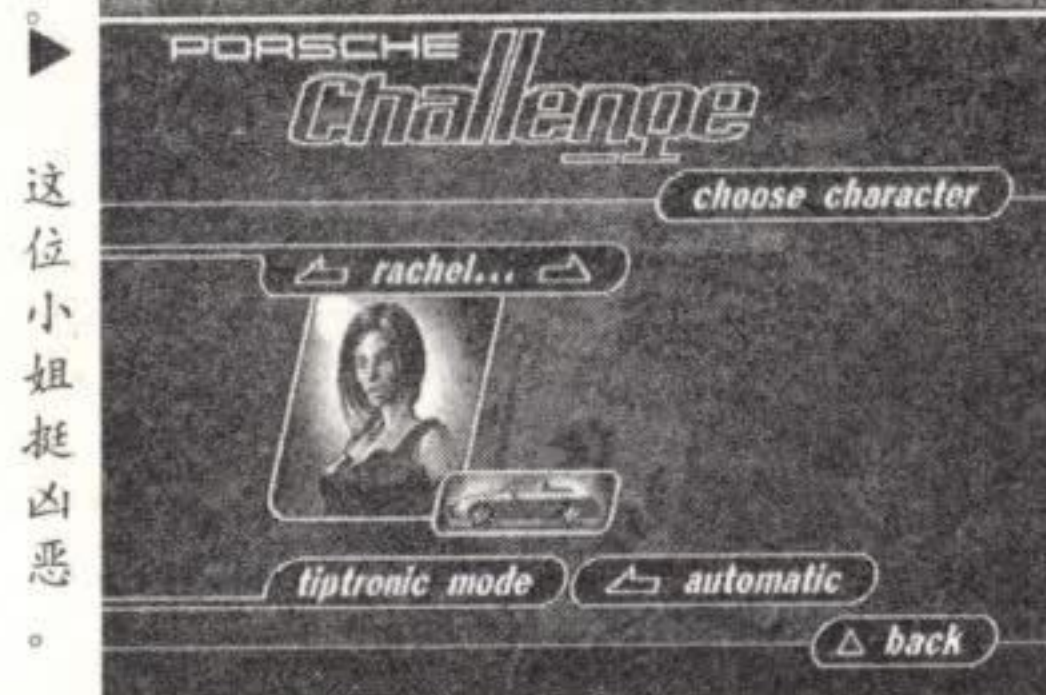 PORSCHE
Challenge
choose character
rachel...
tiptronic mode
automatic
back
这位小姐挺凶恶。